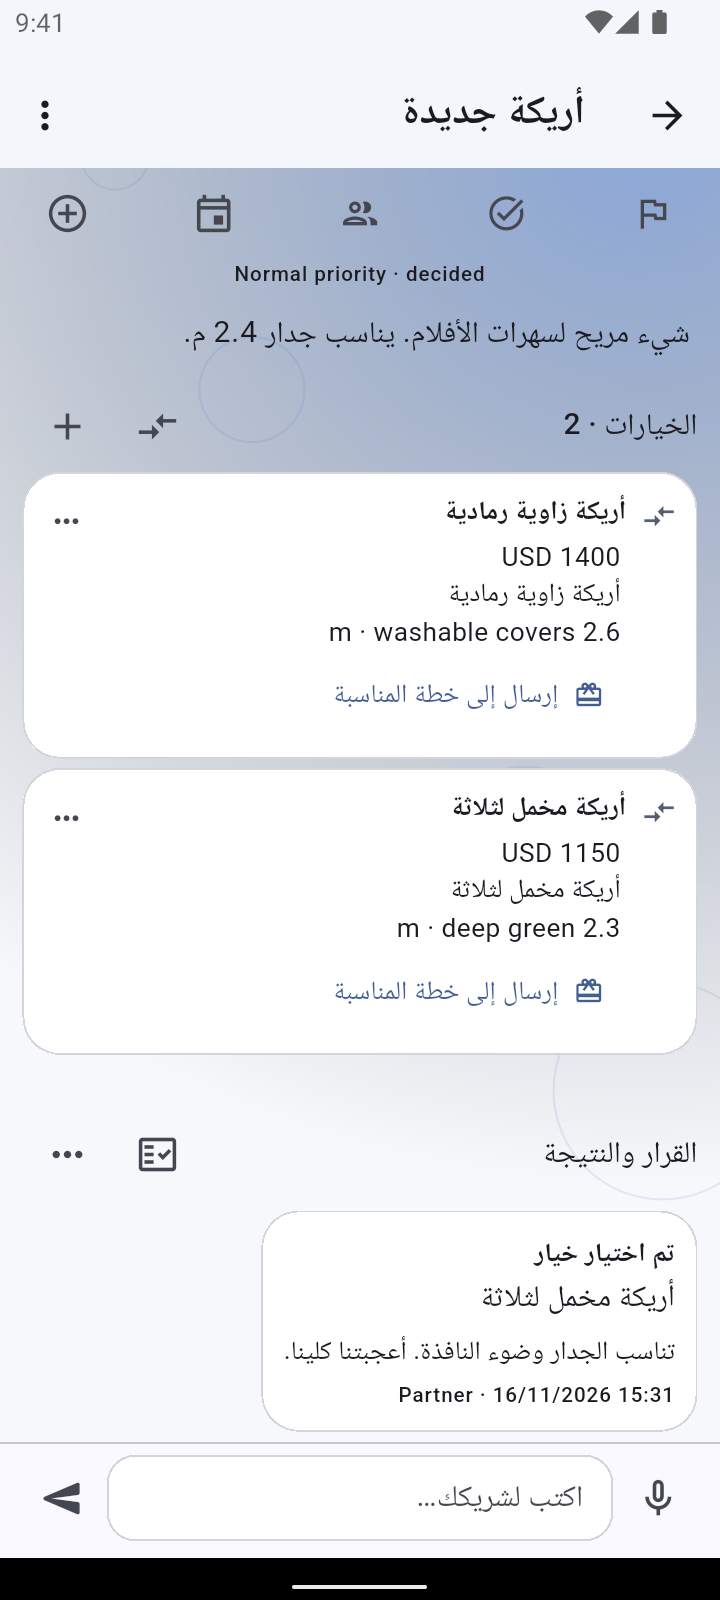 9:41
أريكة جديدة
Normal priority · decided
شيء مريح لسهرات الأفلام. يناسب جدار 2.4 م.
الخيارات · 2
أريكة زاوية رمادية
USD 1400
أريكة زاوية رمادية
m · washable covers 2.6
إرسال إلى خطة المناسبة
أريكة مخمل لثلاثة
USD 1150
أريكة مخمل لثلاثة
m · deep green 2.3
إرسال إلى خطة المناسبة
القرار والنتيجة
تم اختيار خيار
أريكة مخمل لثلاثة
تناسب الجدار وضوء النافذة. أعجبتنا كلينا.
Partner · 16/11/2026 15:31
اكتب لشريكك...